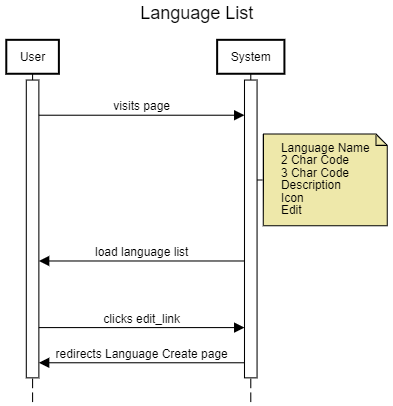 Language List
User
System
visits page
Language Name
2 Char Code
3 Char Code
Description
Icon
Edit
load language list
clicks edit_link
redirects Language Create page